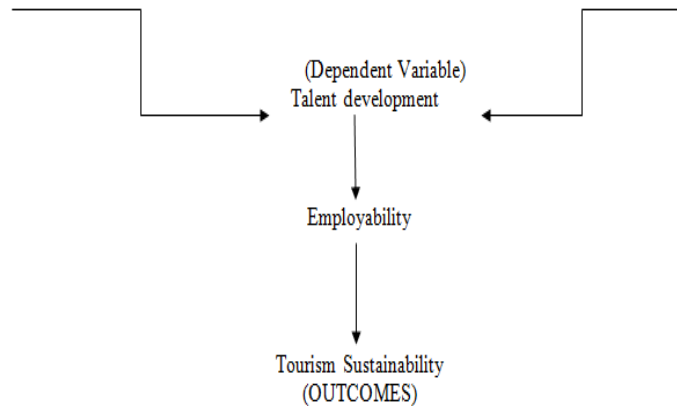 (Dependent Variable)
Talent development
Employability
Tourism Sustainability
(OUTCOMES)